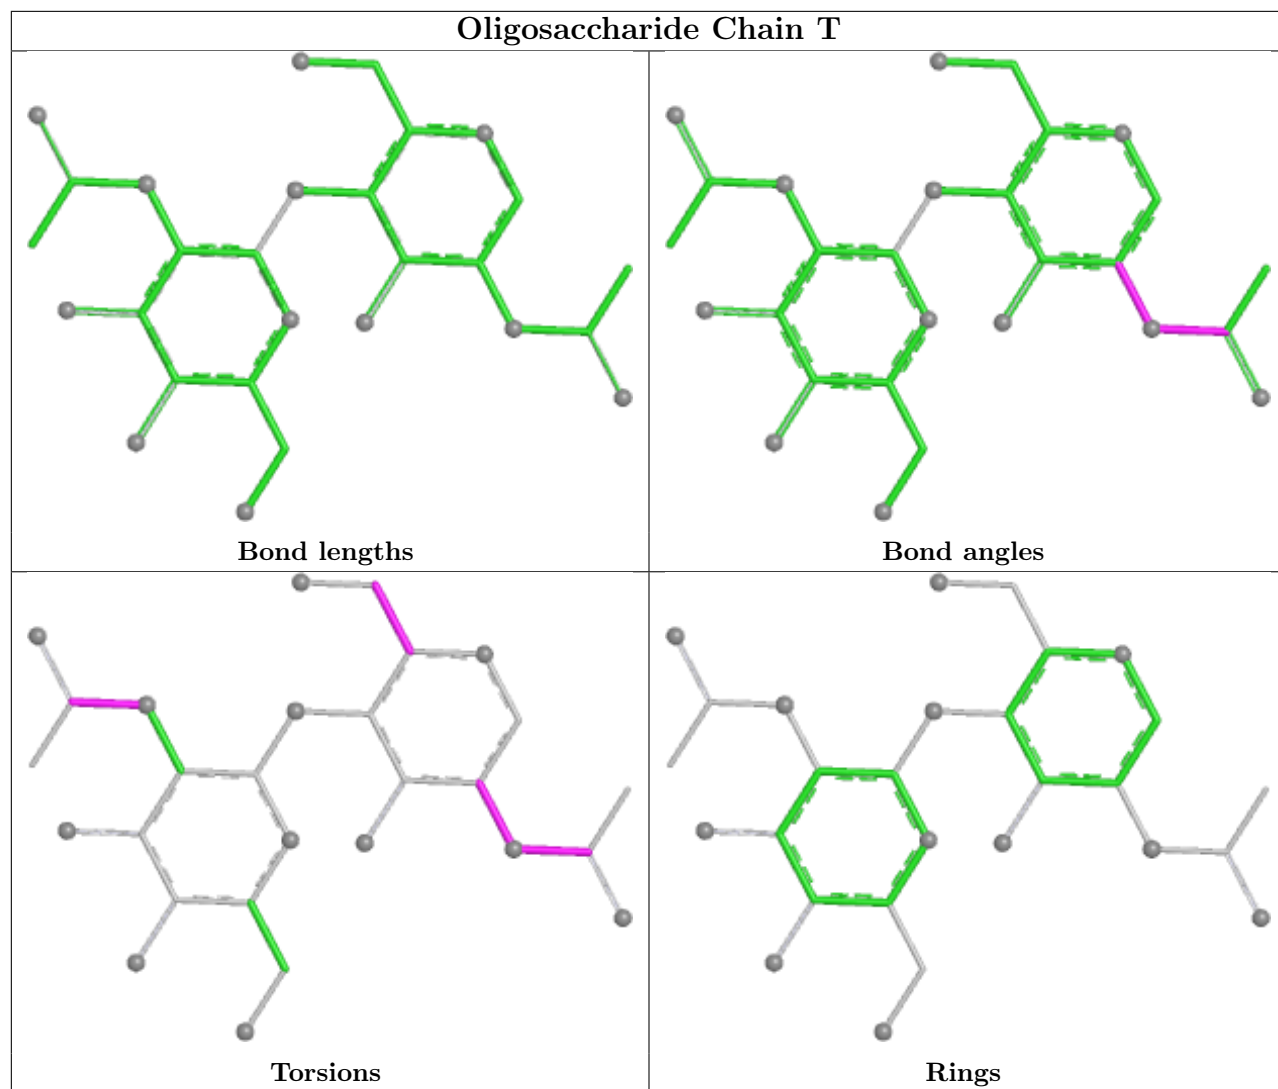 Oligosaccharide Chain T
Bond lengths
Bond angles
Torsions
Rings